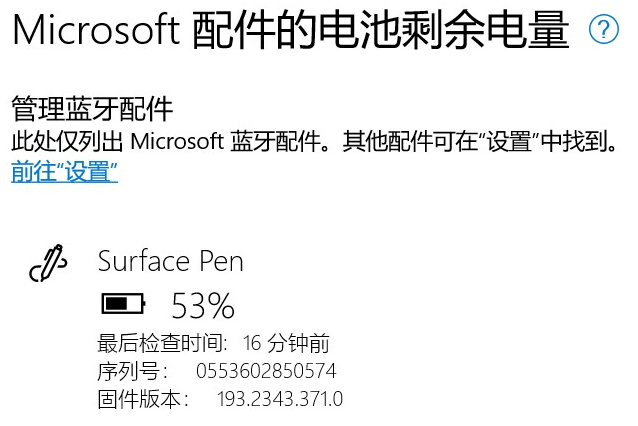 Microsoft 配件的电池剩余电量 ?
管理蓝牙配件
此处仅列出 Microsoft 蓝牙配件。其他配件可在“设置”中找到。
前往“设置”
Surface Pen
53%
最后检查时间: 16 分钟前
序列号: 0553602850574
固件版本: 193.2343.371.0